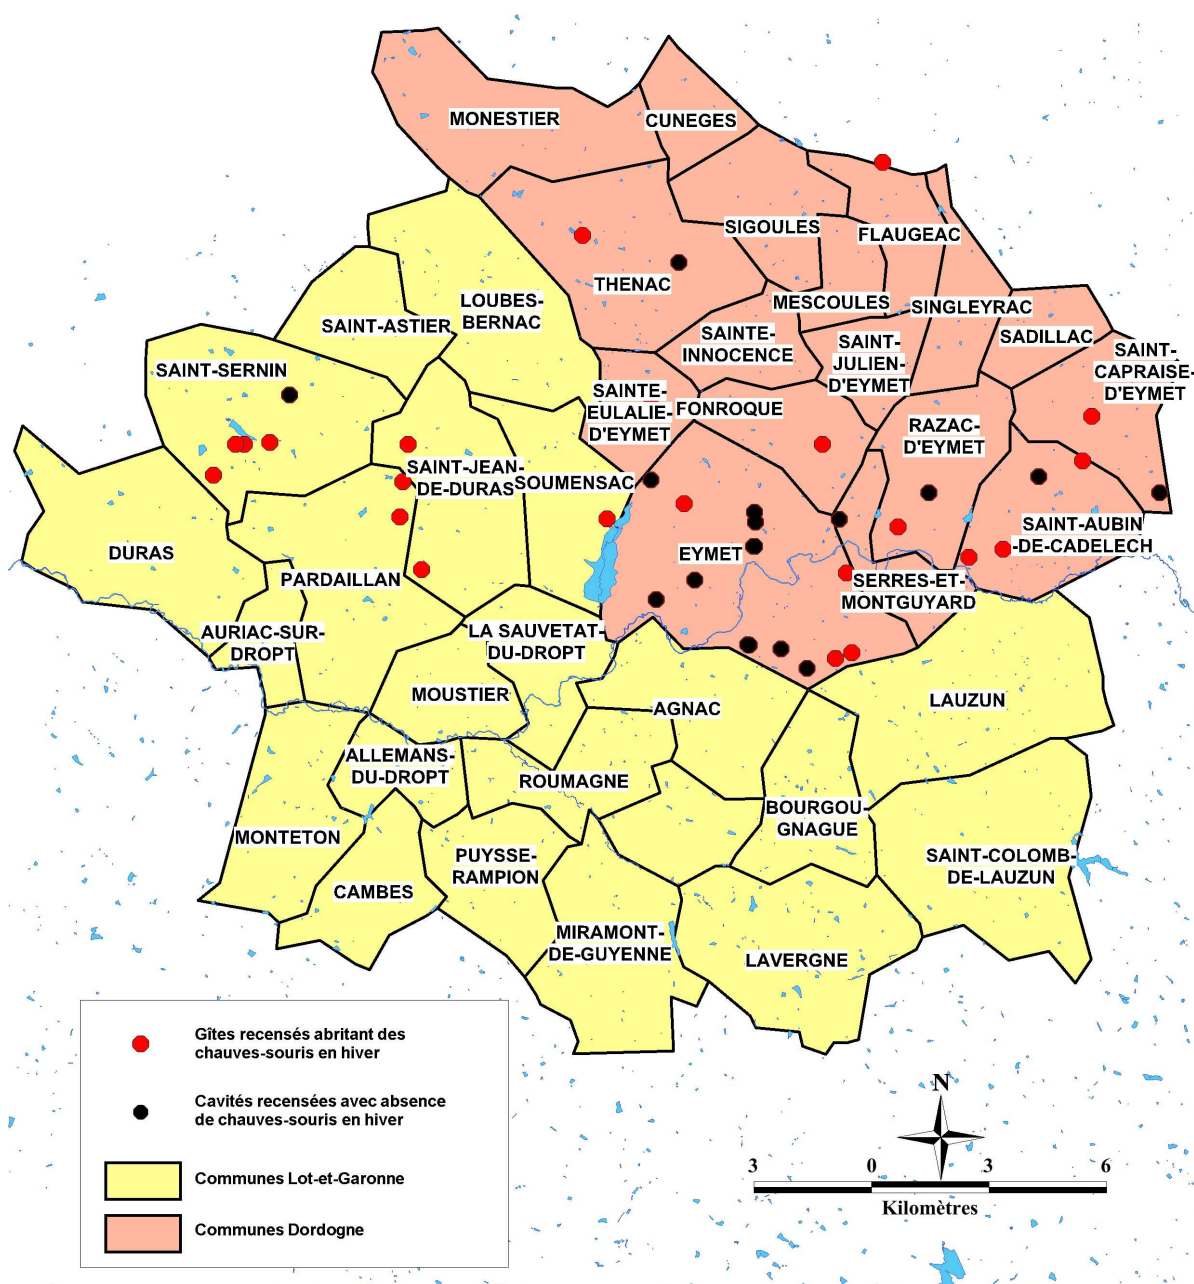 MONESTIER
CUNEGES
SIGOULES
FLAUGEAC
THENAC
LOUBES-
BERNAC
MESCOULES
SINGLEYRAC
SAINT-ASTIER
SAINTE-
INNOCENCE
SAINT-
JULIEN-
D'EYMET
SADILLAC
SAINT-
CAPRAISE-
D'EYMET
SAINT-SERNIN
SAINTE-
EULALIE-
D'EYMET
FONROQUE
RAZAC-
D'EYMET
SAINT-JEAN-
DE-DURAS
SOUMENSAC
DURAS
EYMET
SAINT-AUBIN
-DE-CADELECH
PARDAILLAN
SERRES-ET-
MONTGUYARD
AURIAC-SUR-
DROPT
LA SAUVETAT-
DU-DROPT
MOUSTIER
AGNAC
LAUZUN
ALLEMANS-
DU-DROPT
ROUMAGNE
BOURGOU-
GNAGUE
MONTETON
PUYSSE-
RAMPION
SAINT-COLOMB-
DE-LAUZUN
CAMBES
MIRAMONT-
DE-GUYENNE
LAVERGNE
Gîtes recensés abritant des
chauves-souris en hiver
Cavités recensées avec absence
de chauves-souris en hiver
Communes Lot-et-Garonne
Communes Dordogne
N
3 0 3 6
Kilomètres